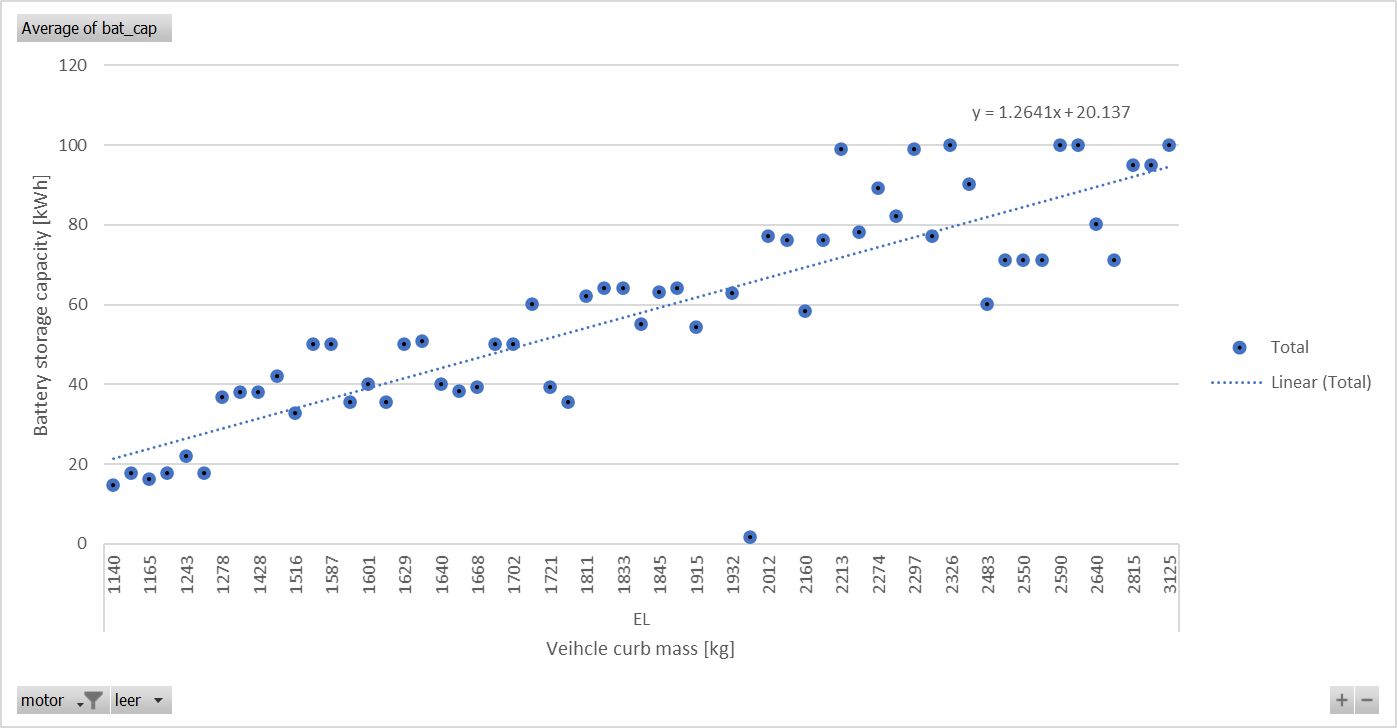 Average of bat_cap
120
y = 1.2641x + 20.137
100
80
60
40
20
0
Battery storage capacity [kWh]
Total
Linear (Total)
1140 1165 1243 1278 1428 1516 1587 1601 1629 1640 1668 1702 1721 1811 1833 1845 1915 1932 2012 2160 2213 2274 2297 2326 2483 2550 2590 2640 2815 3125
EL
Veihcle curb mass [kg]
motor leer + −